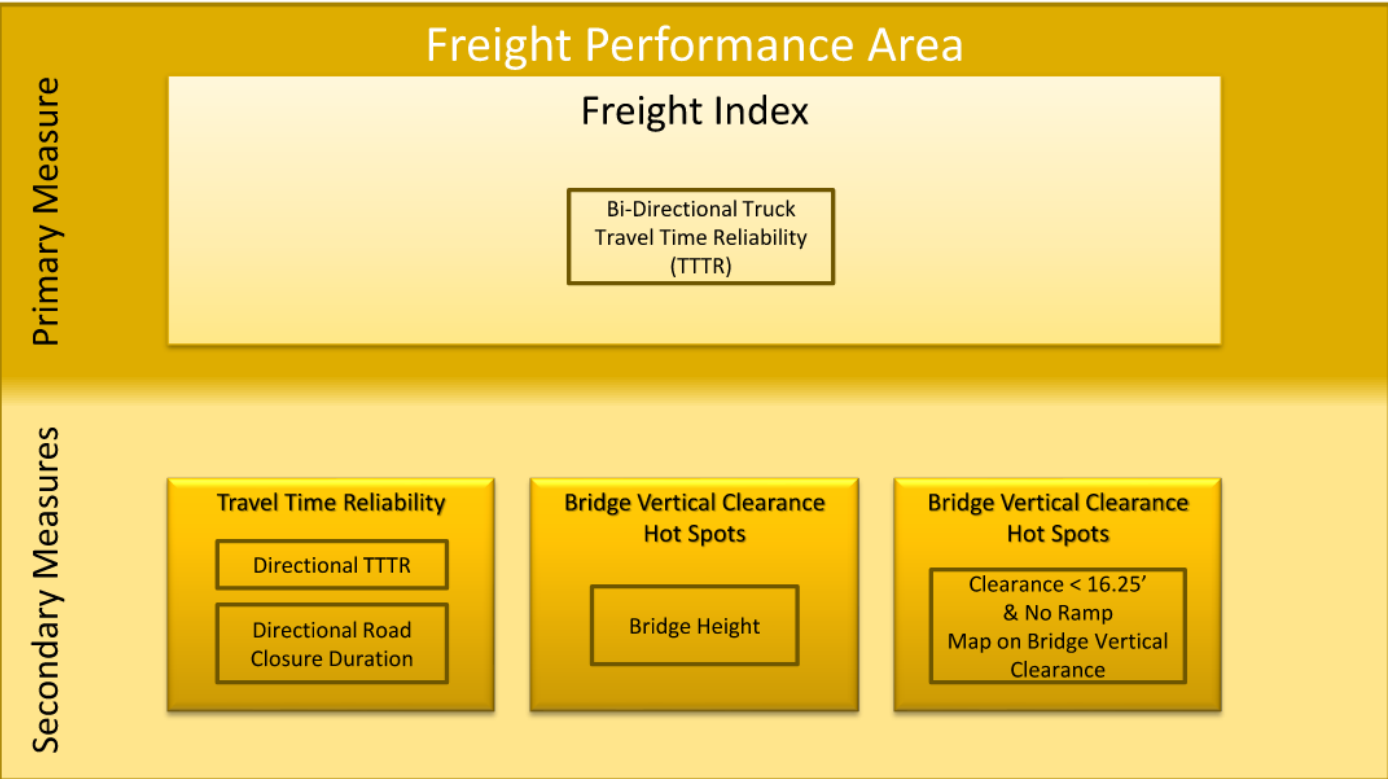 Freight Performance Area
Primary Measure
Freight Index
Bi-Directional Truck
Travel Time Reliability
(TTTR)
Secondary Measures
Travel Time Reliability
Directional TTTR
Directional Road
Closure Duration
Bridge Vertical Clearance
Hot Spots
Bridge Height
Bridge Vertical Clearance
Hot Spots
Clearance < 16.25’
& No Ramp
Map on Bridge Vertical
Clearance